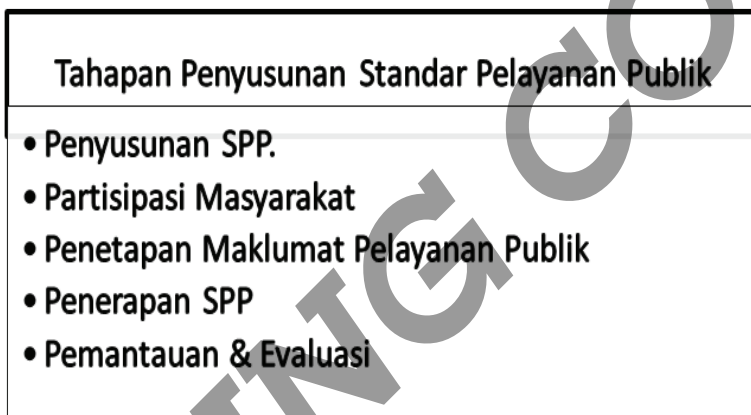 Tahapan Penyusunan Standar Pelayanan Publik
• Penyusunan SPP.
• Partisipasi Masyarakat
• Penetapan Maklumat Pelayanan Publik
• Penerapan SPP
• Pemantauan & Evaluasi